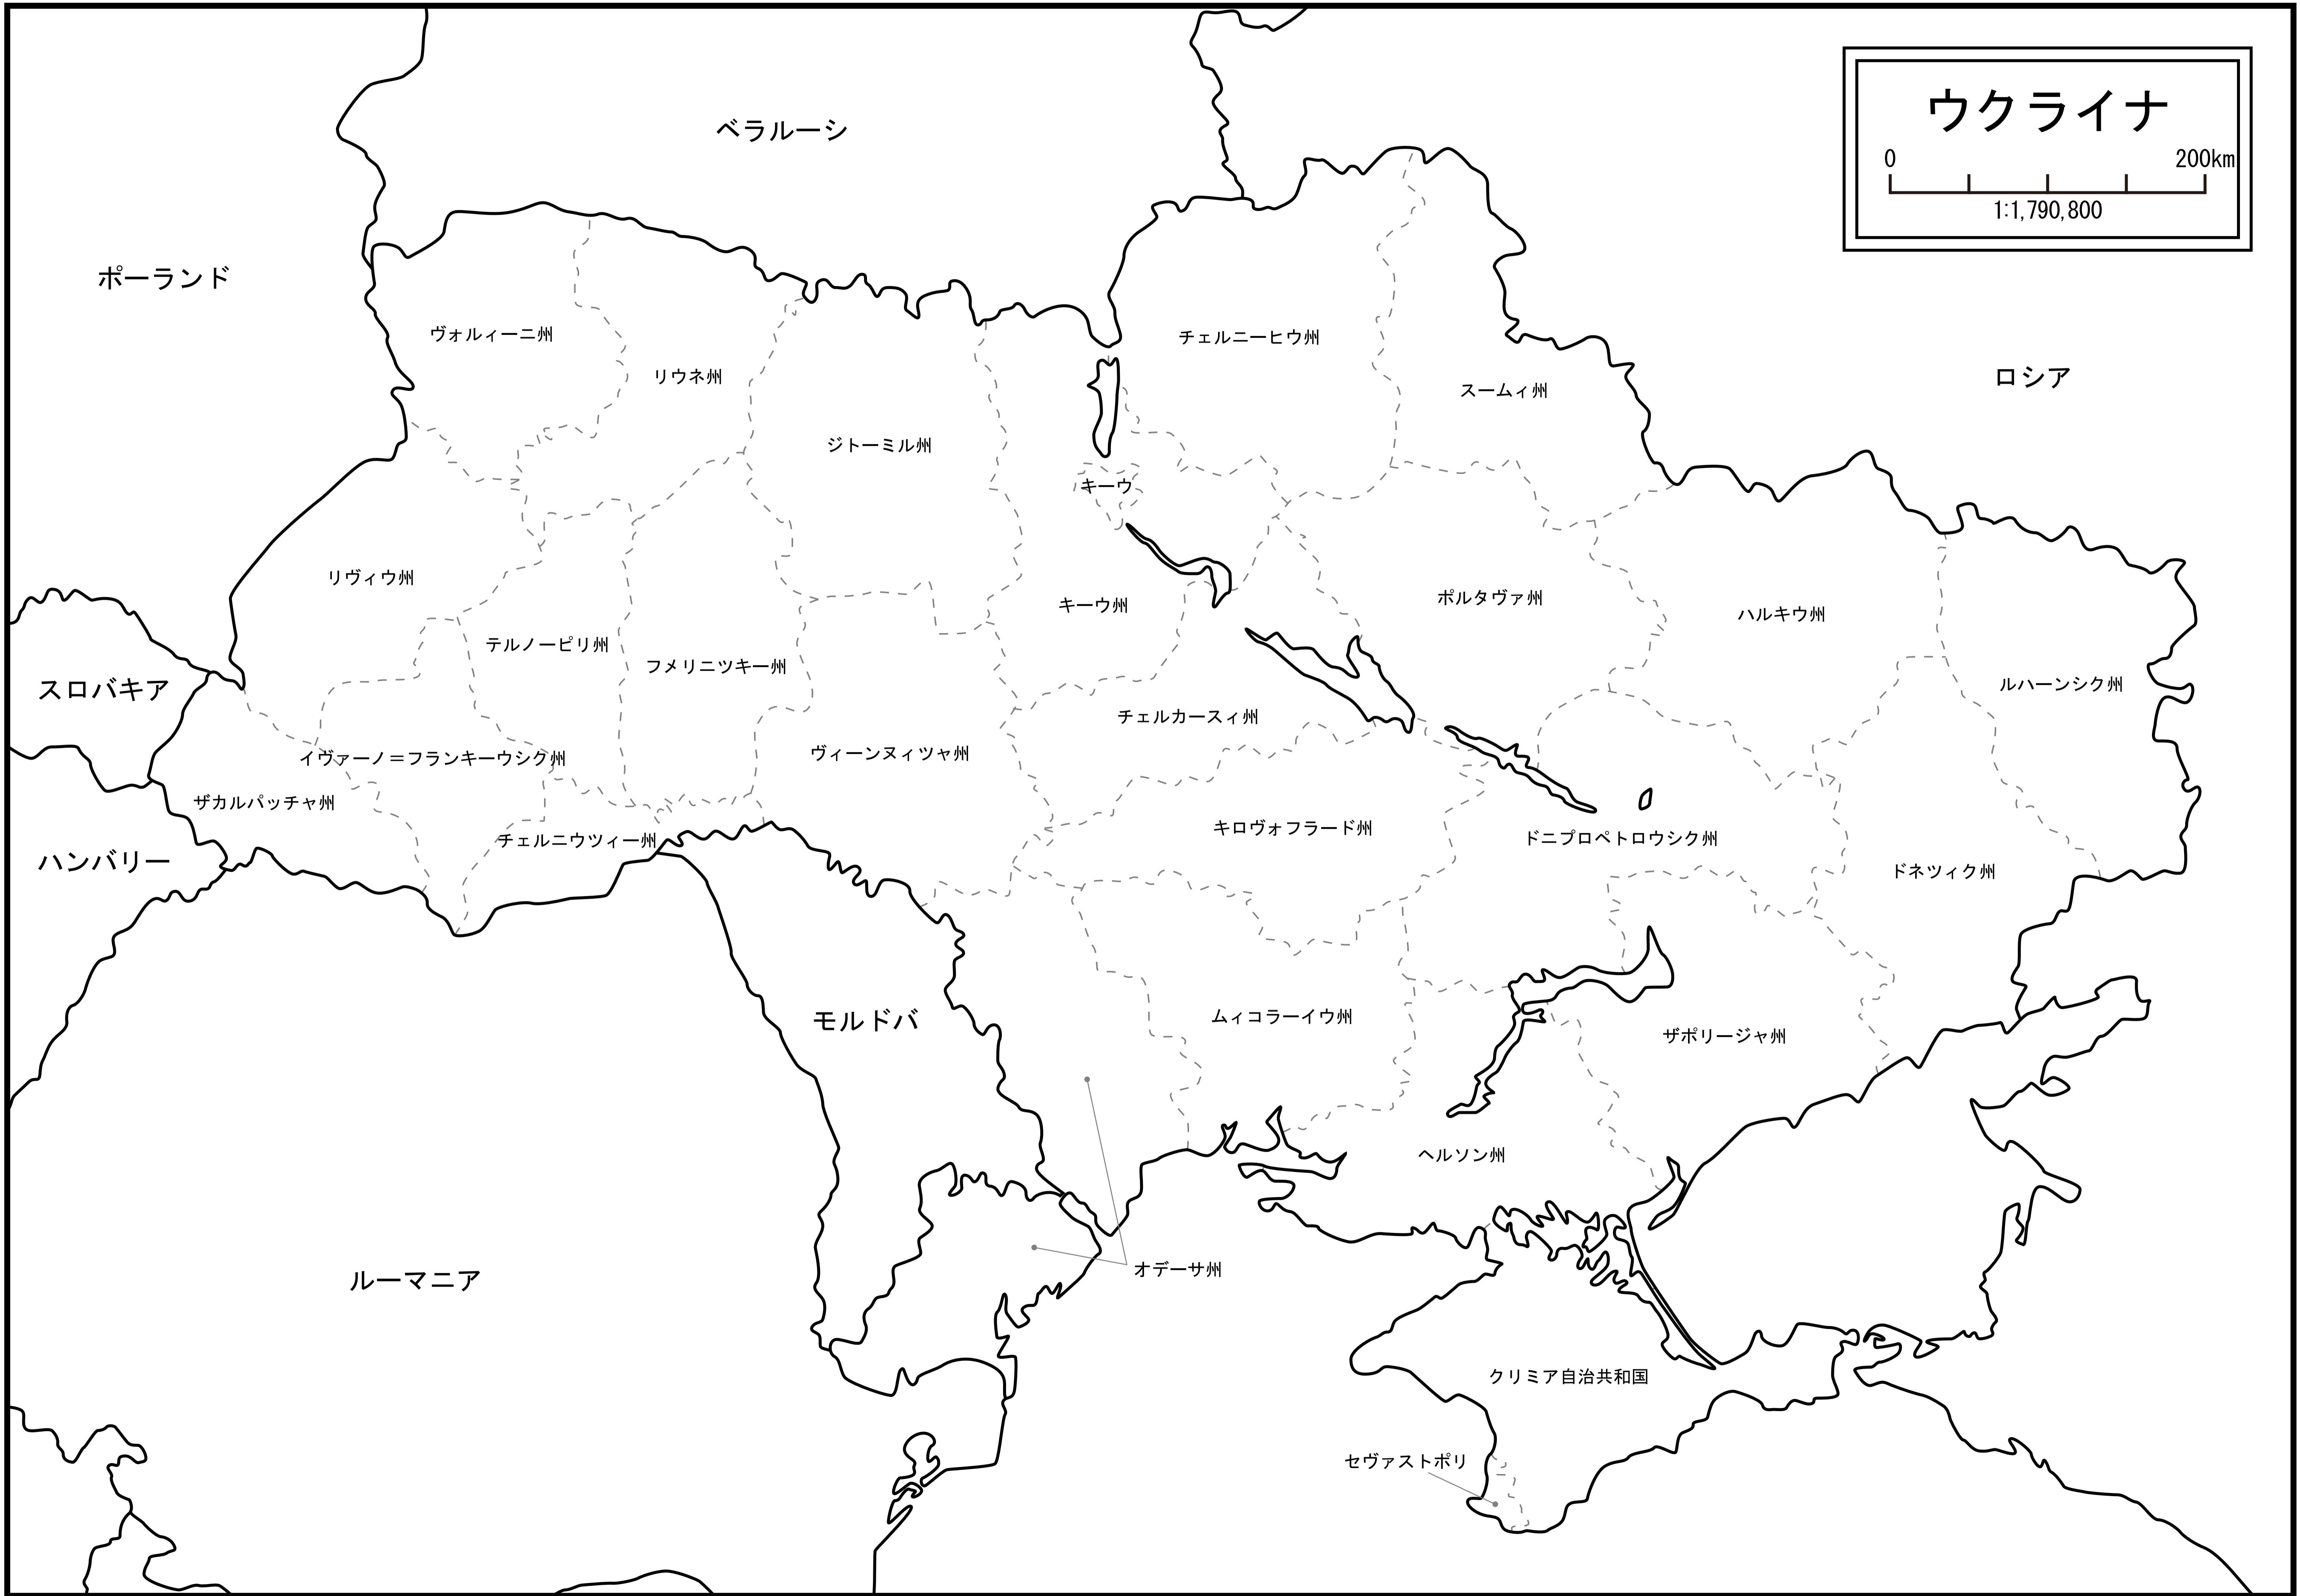 ウクライナ
0 200km
1:1,790,800
ベラルーシ
ポーランド
ロシア
ヴォルィーニ州
リウネ州
チェルニーヒウ州
スームィ州
ジトーミル州
キーウ
リヴィウ州
キーウ州
ポルタヴァ州
ハルキウ州
テルノーピリ州
フメリニツキー州
スロバキァ
ルハーンシク州
チェルカースィ州
イヴァーノ＝フランキーウシク州
ヴィーンヌィツャ州
ザカルパッチャ州
キロヴォフラード州
ドニプロペトロウシク州
チェルニウツィー州
ハンバリー
ドネツィク州
モルドバ
ムィコラーイウ州
ザポリージャ州
ヘルソン州
オデーサ州
ルーマニア
クリミア自治共和国
セヴァストポリ